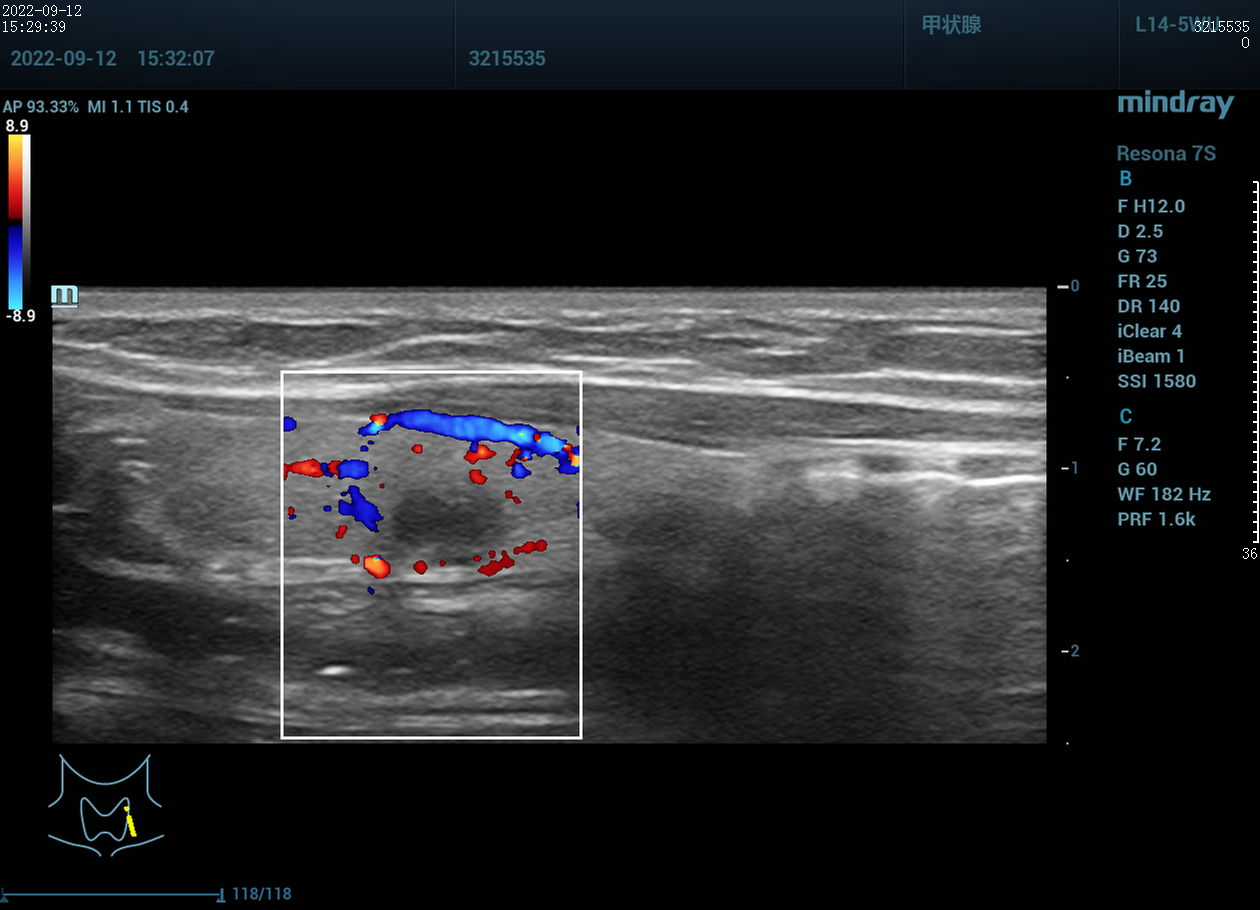 2022-09-12
15:29:39
2022-09-12 15:32:07
3215535
甲状腺
3215535
0
AP 93.33% MI 1.1 TIS 0.4
8.9
-8.9
m
mindray
Resona 7S
B
F H12.0
D 2.5
G 73
FR 25
DR 140
iClear 4
iBeam 1
SSI 1580
C
F 7.2
G 60
WF 182 Hz
PRF 1.6k
0
1
2
36
118/118